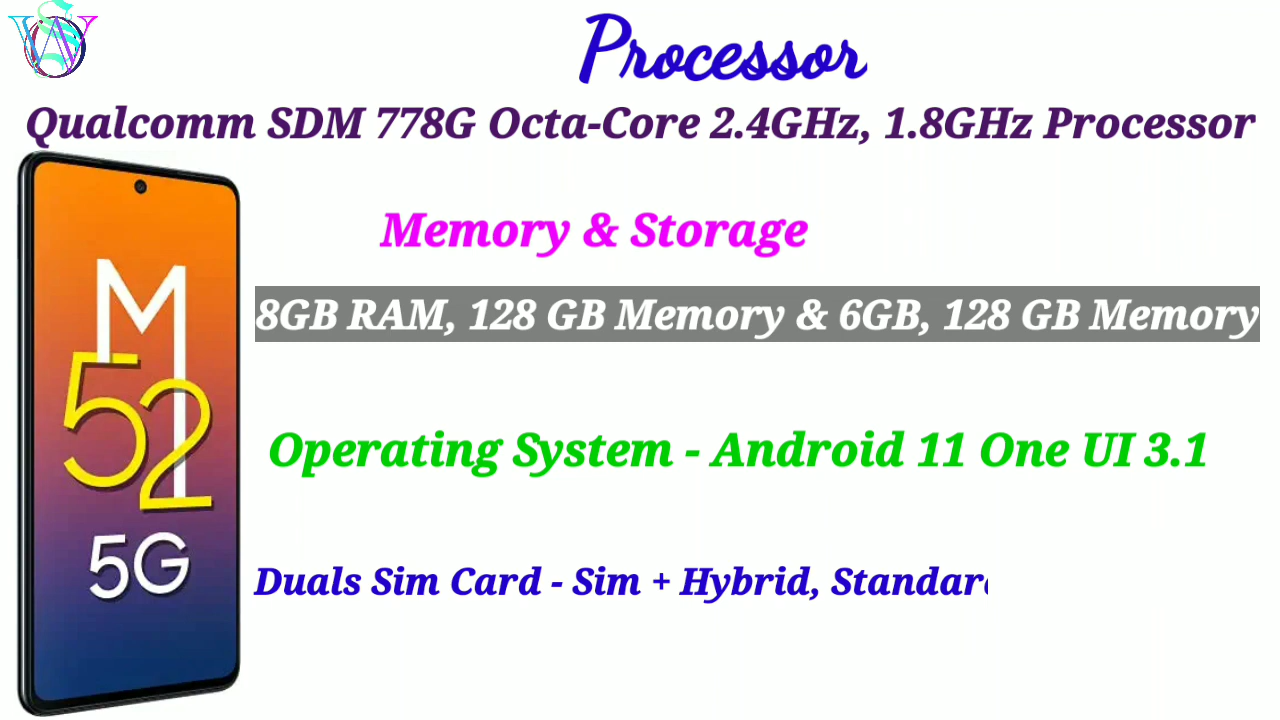 Processor
Qualcomm SDM 778G Octa-Core 2.4GHz, 1.8GHz Processor
Memory & Storage
8GB RAM, 128 GB Memory & 6GB, 128 GB Memory
Operating System - Android 11 One UI 3.1
Duals Sim Card - Sim + Hybrid,
M
52
5G